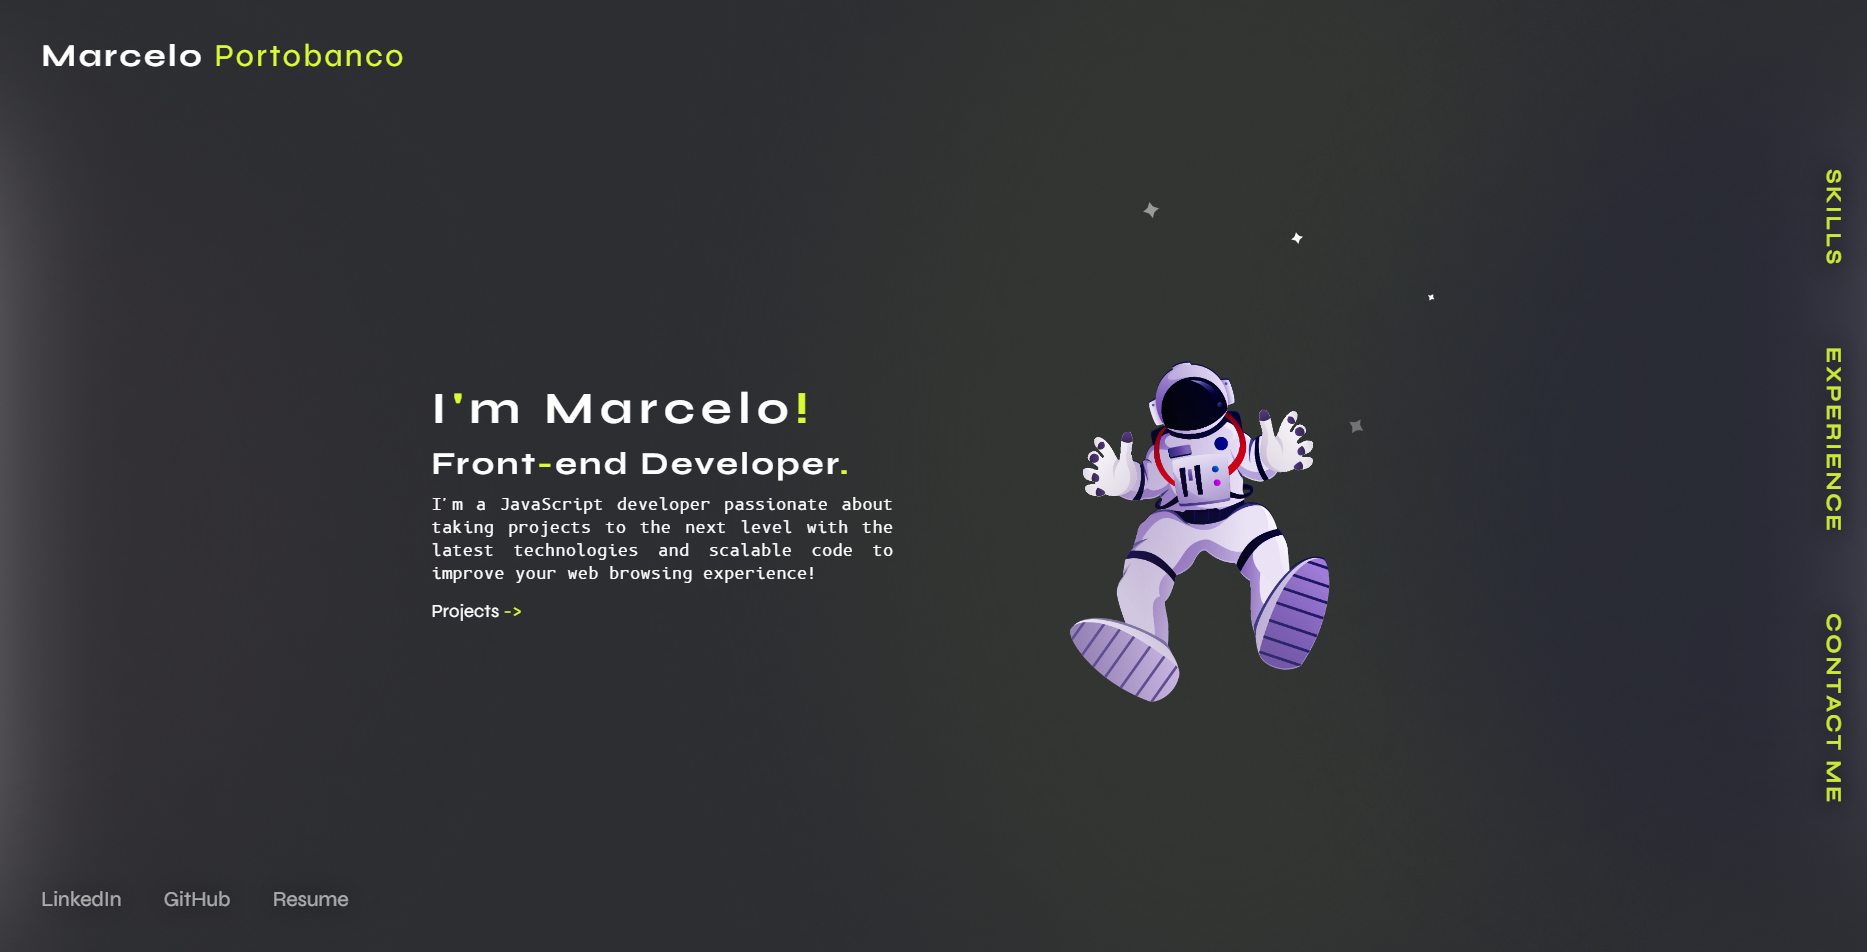 Marcelo Portobanco
SKILLS
EXPERIENCE
CONTACT ME
I'm Marcelo!
Front-end Developer.
I'm a JavaScript developer passionate about
taking projects to the next level with the
latest technologies and scalable code to
improve your web browsing experience!
Projects ->
LinkedIn GitHub Resume